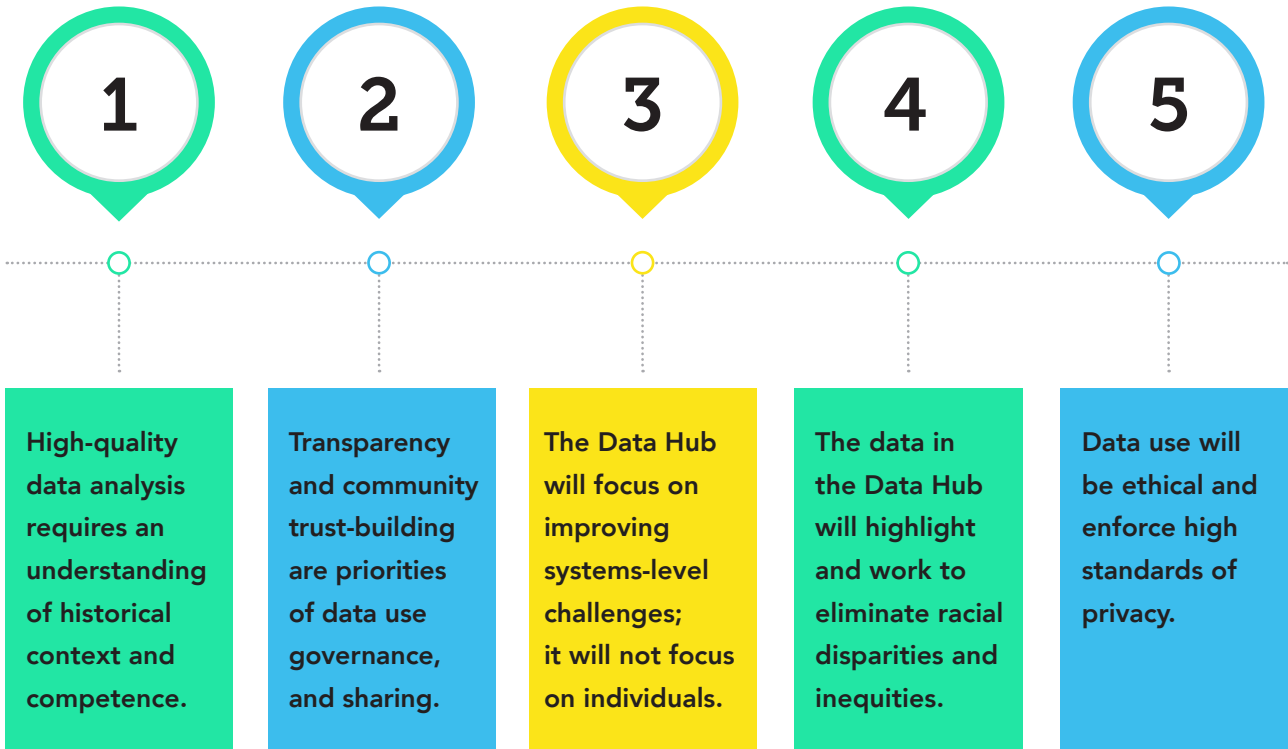 1
2
3
4
5
High-quality
data analysis
requires an
understanding
of historical
context and
competence.
Transparency
and community
trust-building
are priorities
of data use
governance,
and sharing.
The Data Hub
will focus on
improving
systems-level
challenges;
it will not focus
on individuals.
The data in
the Data Hub
will highlight
and work to
eliminate racial
disparities and
inequities.
Data use will
be ethical and
enforce high
standards of
privacy.